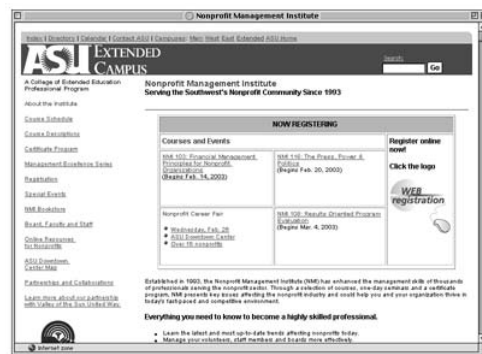 Nonprofit Management Institute
Index | Directory | Calendar | Contact ASU | Campuses: Main West East Extended ASU Home
ASU EXTENDED CAMPUS
Search:
Go
A College of Extended Education
Professional Program
About the Institute
Course Schedule
Course Descriptions
Certificate Program
Management Excellence Series
Registration
Special Events
NMI Bookstore
Board, Faculty and Staff
Online Resources
for Nonprofits
ASU Downtown
Center Map
Partnerships and Collaborations
Learn more about our partnership
with Valley of the Sun United Way.
Nonprofit Management Institute
Serving the Southwest's Nonprofit Community Since 1993
NOW REGISTERING
Courses and Events
NMI 103: Financial Management
Principles for Nonprofit
Organizations
(Begins Feb. 14, 2003)
NMI 116: The Press, Power &
Politics
(Begins Feb. 20, 2003)
Nonprofit Career Fair
Wednesday, Feb. 26
ASU Downtown Center
Over 15 nonprofits
NMI 108: Results Oriented Program
Evaluation
(Begins Mar. 4, 2003)
Register online
now!
Click the logo
WEB
registration
Established in 1993, the Nonprofit Management Institute (NMI) has enhanced the management skills of thousands
of professionals serving the nonprofit sector. Through a selection of courses, one-day seminars and a certificate
program, NMI presents key issues affecting the nonprofit industry and could help you and your organization thrive in
today's fast-paced and competitive environment.
Everything you need to know to become a highly skilled professional.
Learn the latest and most up-to-date trends affecting nonprofits today.
Manage your volunteers, staff members and boards more effectively.
Internet zone